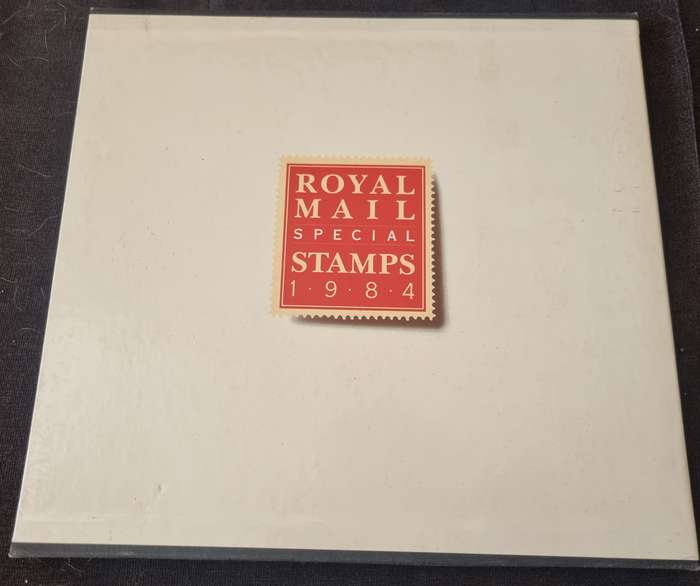 ROYAL
MAIL
SPECIAL
STAMPS
1·9·8·4